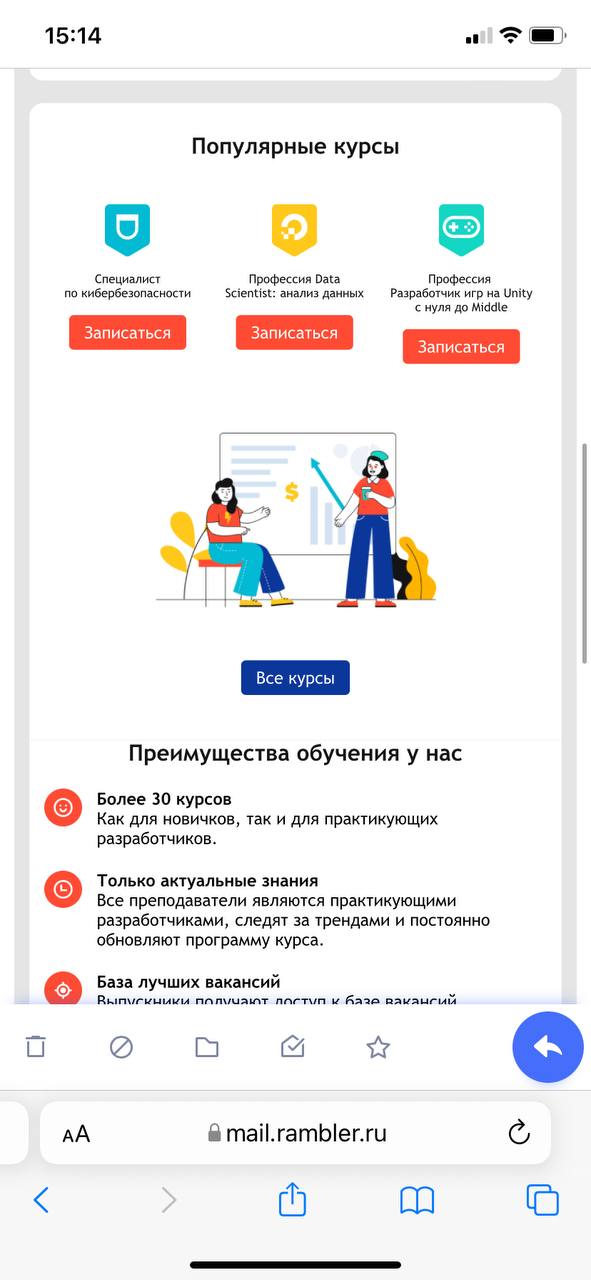 15:14
Популярные курсы
Специалист
по кибербезопасности
Записаться
Профессия Data
Scientist: анализ данных
Записаться
Профессия
Разработчик игр на Unity
с нуля до Middle
Записаться
$
Все курсы
Преимущества обучения у нас
Более 30 курсов
Как для новичков, так и для практикующих
разработчиков.
Только актуальные знания
Все преподаватели являются практикующими
разработчиками, следят за трендами и постоянно
обновляют программу курса.
База лучших вакансий
Выпускники получают доступ к базе вакансий
AA
mail.rambler.ru